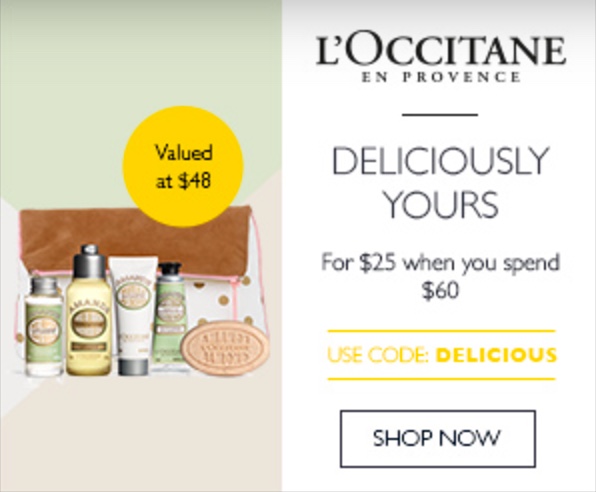 Valued
at $48
L'OCCITANE
EN PROVENCE
DELICIOUSLY
YOURS
For $25 when you spend
$60
USE CODE: DELICIOUS
SHOP NOW
AMANDE